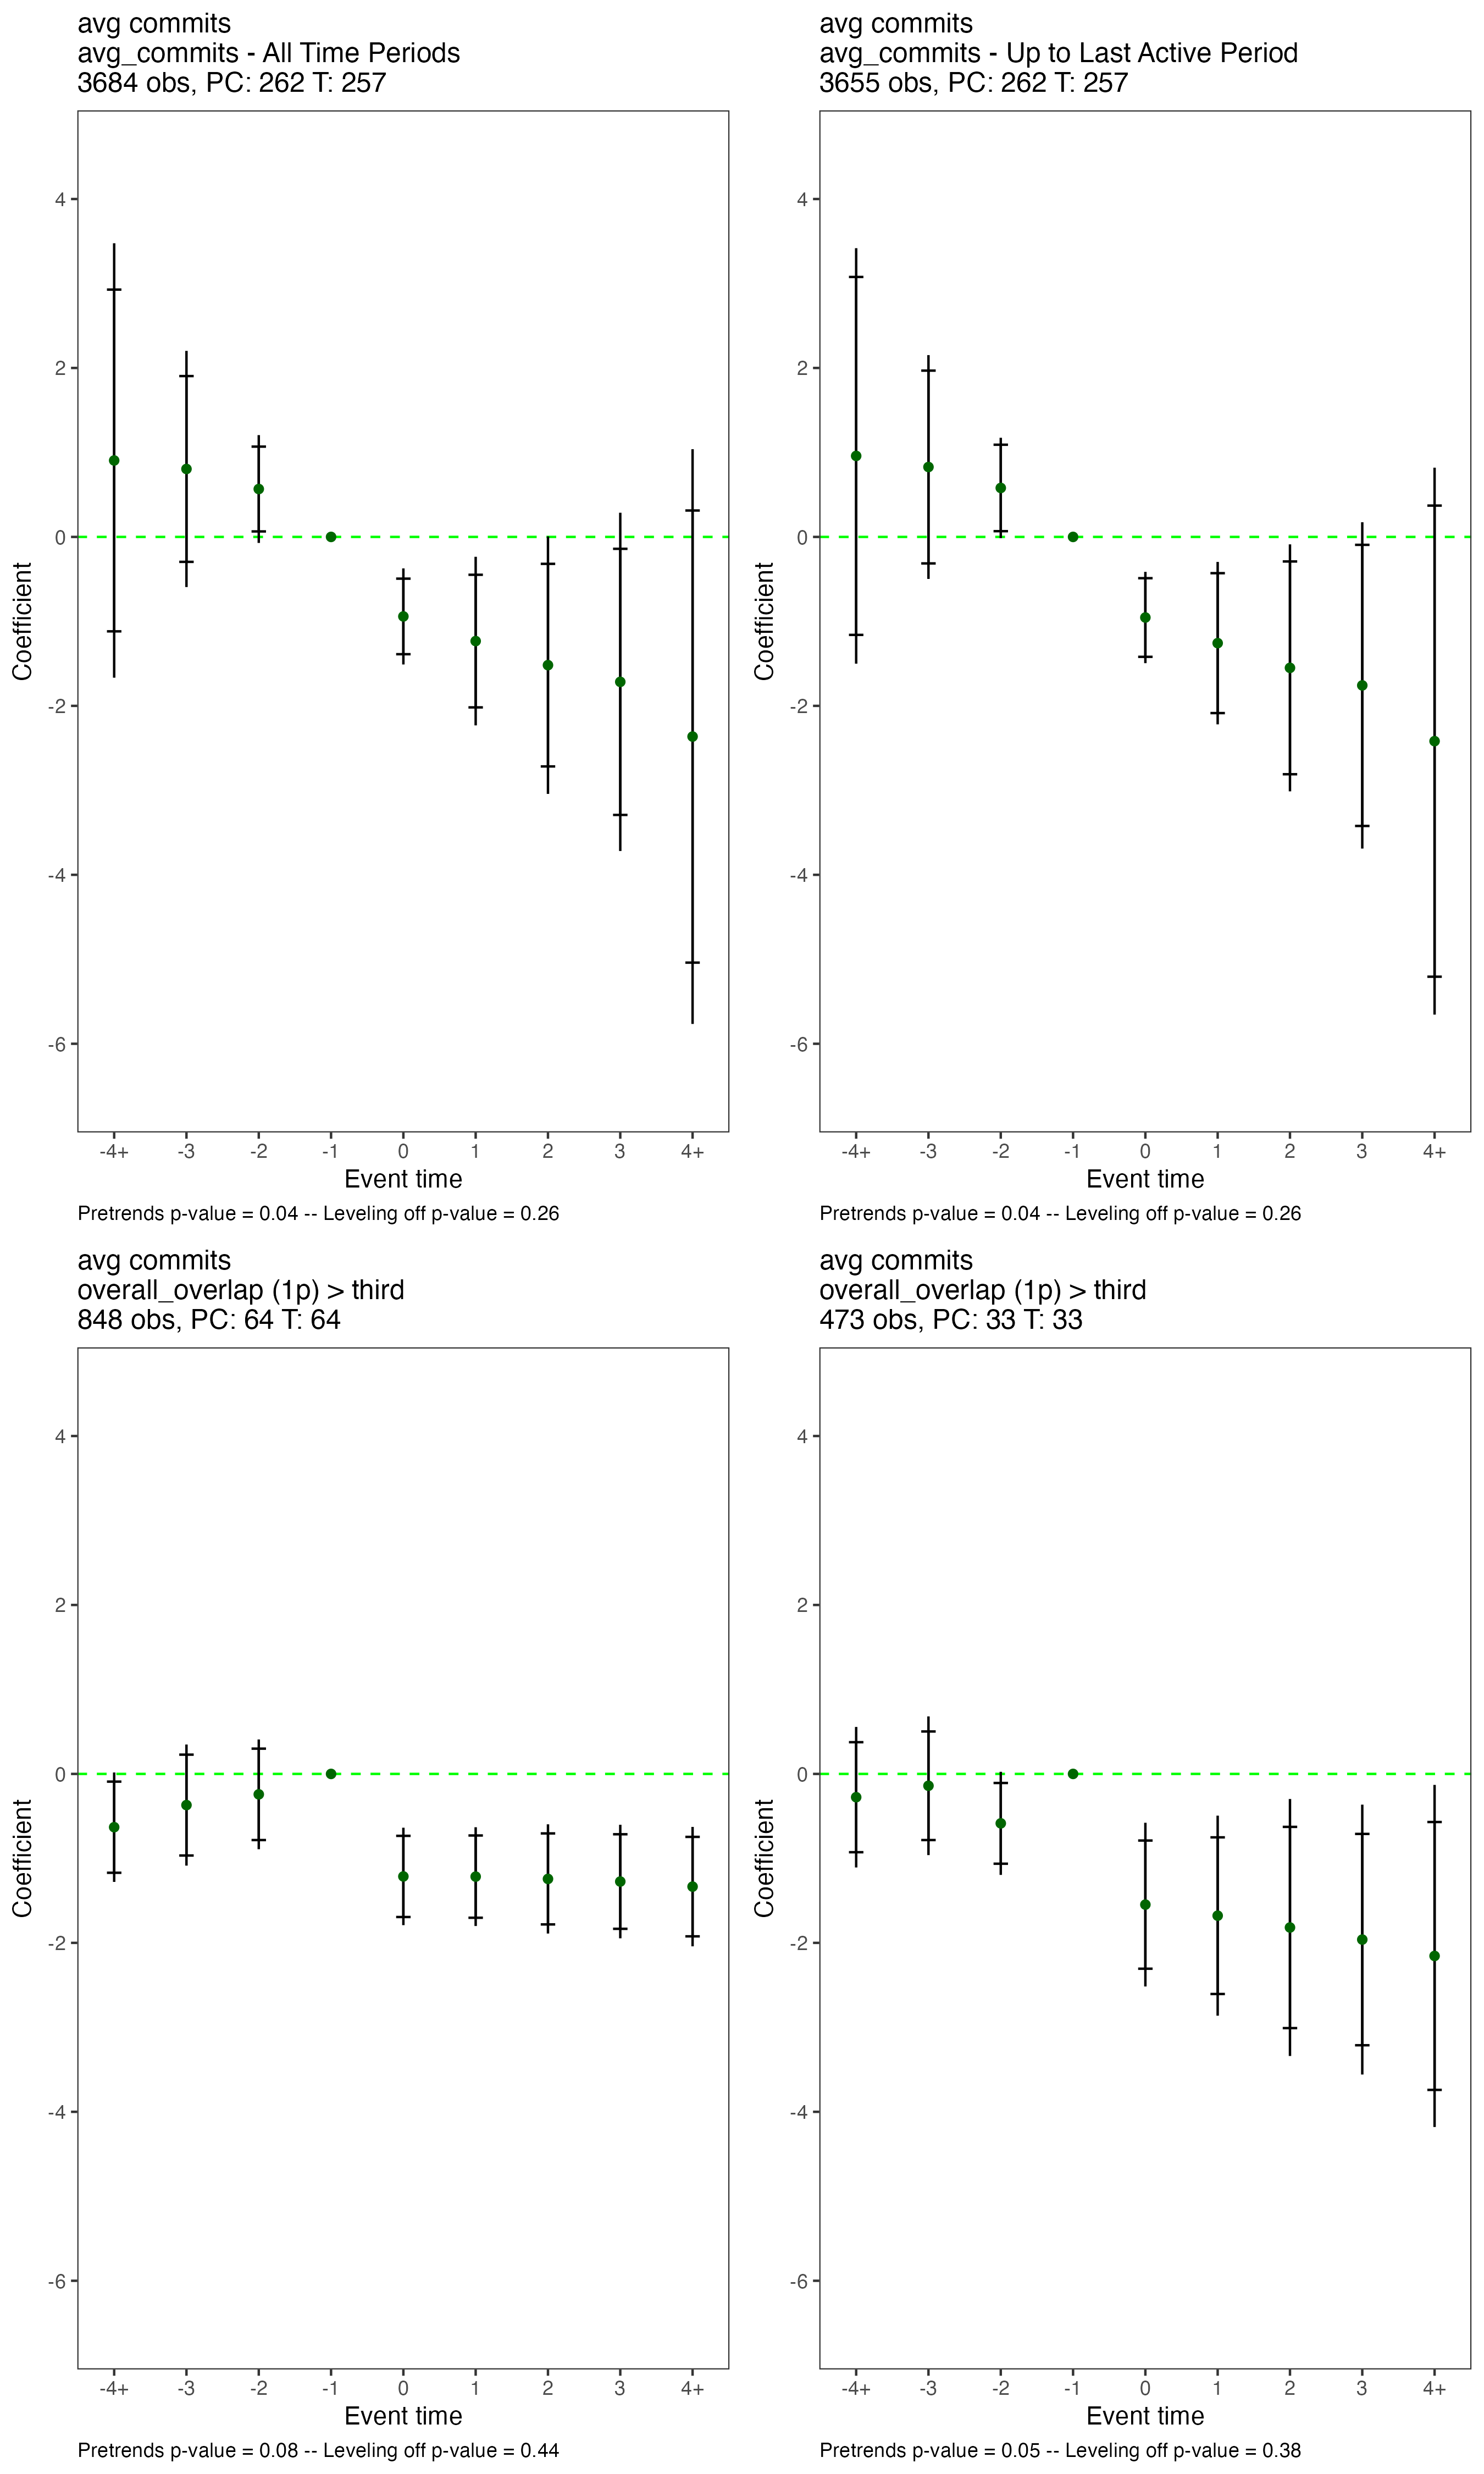 avg commits
avg_commits - All Time Periods
3684 obs, PC: 262 T: 257
4
2
0
-2
-4
-6
Coefficient
-4+ -3 -2 -1 0 1 2 3 4+
Event time
Pretrends p-value = 0.04 -- Leveling off p-value = 0.26
avg commits
avg_commits - Up to Last Active Period
3655 obs, PC: 262 T: 257
4
2
0
-2
-4
-6
Coefficient
-4+ -3 -2 -1 0 1 2 3 4+
Event time
Pretrends p-value = 0.04 -- Leveling off p-value = 0.26
avg commits
overall_overlap (1p) > third
848 obs, PC: 64 T: 64
4
2
0
-2
-4
-6
Coefficient
-4+ -3 -2 -1 0 1 2 3 4+
Event time
Pretrends p-value = 0.08 -- Leveling off p-value = 0.44
avg commits
overall_overlap (1p) > third
473 obs, PC: 33 T: 33
4
2
0
-2
-4
-6
Coefficient
-4+ -3 -2 -1 0 1 2 3 4+
Event time
Pretrends p-value = 0.05 -- Leveling off p-value = 0.38